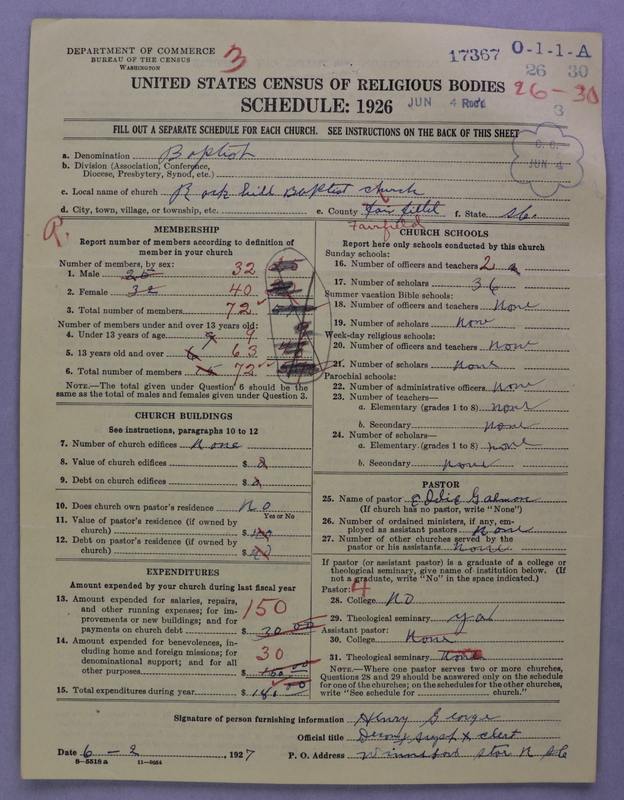 DEPARTMENT OF COMMERCE
BUREAU OF THE CENSUS
WASHINGTON
3
17367 O-1-1-A
26 30
26-30
3
UNITED STATES CENSUS OF RELIGIOUS BODIES
SCHEDULE: 1926
JUN 4 Rec'd
FILL OUT A SEPARATE SCHEDULE FOR EACH CHURCH. SEE INSTRUCTIONS ON THE BACK OF THIS SHEET
C.C.
JUN 4
a. Denomination Baptist
b. Division (Association, Conference, Diocese, Presbytery, Synod, etc.)
c. Local name of church Rock hill Baptist church
d. City, town, village, or township, etc. e. County Fairfield f. State SC
Fairfield
P.
MEMBERSHIP
Report number of members according to definition of member in your church
Number of members, by sex:
1. Male 32
2. Female 40
3. Total number of members 72
Number of members under and over 13 years old:
4. Under 13 years of age 9
5. 13 years old and over 63
6. Total number of members 72
NOTE.—The total given under Question 6 should be the same as the total of males and females given under Question 3.
CHURCH BUILDINGS
See instructions, paragraphs 10 to 12
7. Number of church edifices None
8. Value of church edifices $
9. Debt on church edifices $
10. Does church own pastor's residence No
Yes or No
11. Value of pastor's residence (if owned by church) $
12. Debt on pastor's residence (if owned by church) $
EXPENDITURES
Amount expended by your church during last fiscal year
13. Amount expended for salaries, repairs, and other running expenses; for improvements or new buildings; and for payments on church debt $ 150
30.00
14. Amount expended for benevolences, including home and foreign missions; for denominational support; and for all other purposes $ 30
150.00
15. Total expenditures during year $ 180.00
CHURCH SCHOOLS
Report here only schools conducted by this church
Sunday schools:
16. Number of officers and teachers 2
17. Number of scholars 36
Summer vacation Bible schools:
18. Number of officers and teachers None
19. Number of scholars None
Week-day religious schools:
20. Number of officers and teachers None
21. Number of scholars None
Parochial schools:
22. Number of administrative officers None
23. Number of teachers—
a. Elementary (grades 1 to 8) none
b. Secondary none
24. Number of scholars—
a. Elementary (grades 1 to 8) none
b. Secondary none
PASTOR
25. Name of pastor Eddie Galmon
(If church has no pastor, write "None")
26. Number of ordained ministers, if any, employed as assistant pastors None
27. Number of other churches served by the pastor or his assistants none
If pastor (or assistant pastor) is a graduate of a college or theological seminary, give name of institution below. (If not a graduate, write "No" in the space indicated.)
Pastor: 4
28. College No
29. Theological seminary
Assistant pastor:
30. College None
31. Theological seminary None
NOTE.—Where one pastor serves two or more churches, Questions 28 and 29 should be answered only on the schedule for one of the churches; on the schedules for the other churches, write "See schedule for church."
Signature of person furnishing information Henry George
Official title
Date 6 - 2, 1927 P. O. Address Winnsboro SC
8—5518 a 11—9054